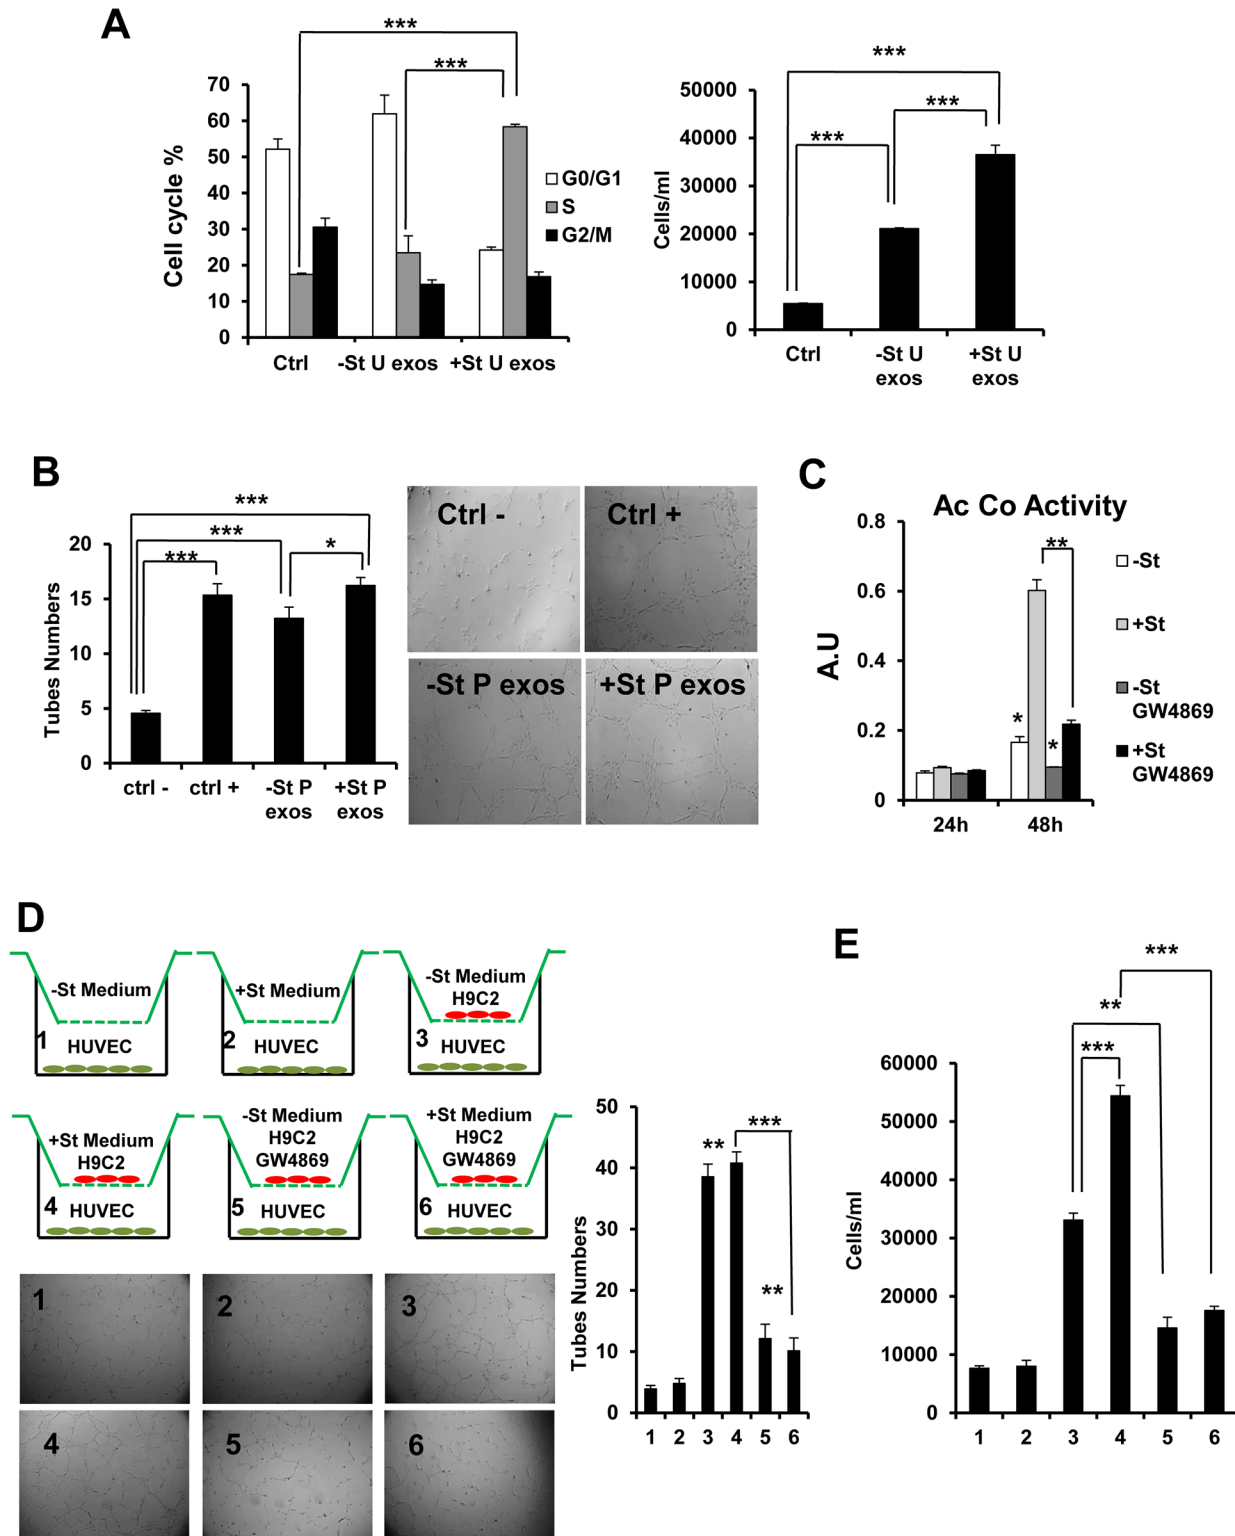 A
***
***
70
60
50
40
30
20
10
0
Cell cycle %
G0/G1
S
G2/M
Ctrl
-St U exos
+St U exos
***
***
***
50000
40000
30000
20000
10000
0
Cells/ml
Ctrl
-St U
exos
+St U
exos
B
***
***
***
*
20
15
10
5
0
Tubes Numbers
ctrl -
ctrl +
-St P
exos
+St P
exos
Ctrl -
Ctrl +
-St P exos
+St P exos
C
Ac Co Activity
0.8
0.6
0.4
0.2
0
A.U
**
*
*
24h
48h
-St
+St
-St
GW4869
+St
GW4869
D
-St Medium
1
HUVEC
+St Medium
2
HUVEC
-St Medium
H9C2
3
HUVEC
+St Medium
H9C2
4
HUVEC
-St Medium
H9C2
GW4869
5
HUVEC
+St Medium
H9C2
GW4869
6
HUVEC
1
2
3
4
5
6
50
40
30
20
10
0
Tubes Numbers
**
***
**
1 2 3 4 5 6
E
***
**
***
60000
50000
40000
30000
20000
10000
0
Cells/ml
1 2 3 4 5 6